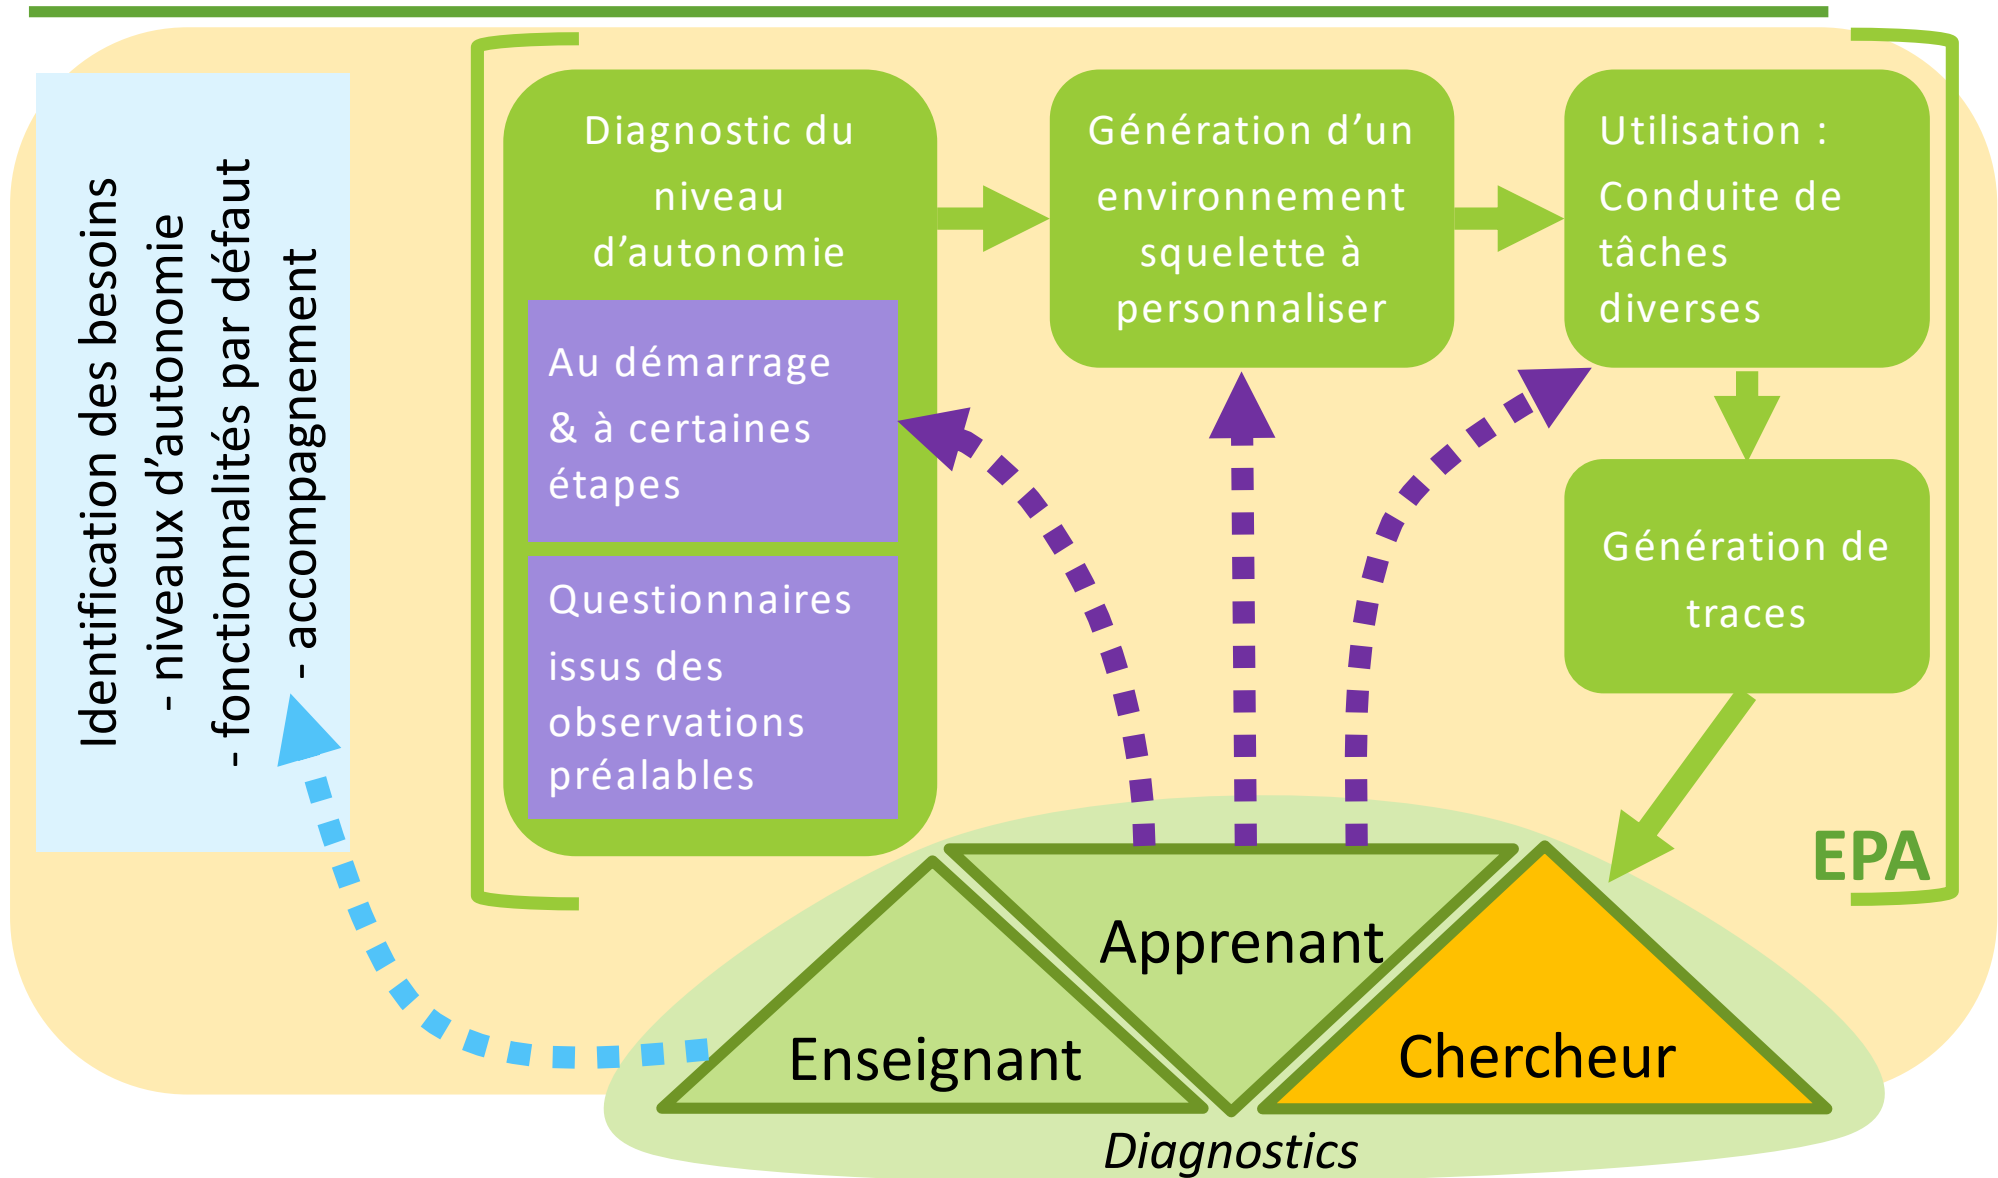 Identification des besoins
- niveaux d’autonomie
- fonctionnalités par défaut
- accompagnement
Diagnostic du
niveau
d’autonomie
Au démarrage
& à certaines
étapes
Questionnaires
issus des
observations
préalables
Génération d’un
environnement
squelette à
personnaliser
Utilisation :
Conduite de
tâches
diverses
Génération de
traces
EPA
Enseignant
Apprenant
Chercheur
Diagnostics